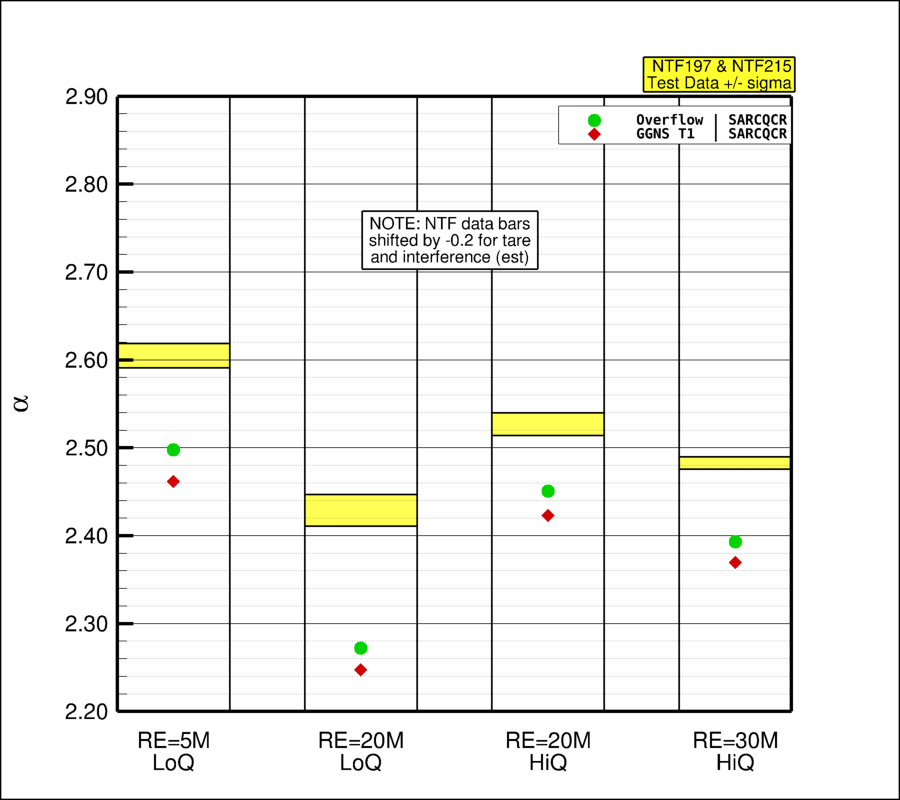 NTF197 & NTF215
Test Data +/- sigma
Overflow | SARCQCR
GGNS T1 | SARCQCR
NOTE: NTF data bars
shifted by -0.2 for tare
and interference (est)
2.90
2.80
2.70
2.60
2.50
2.40
2.30
2.20
α
RE=5M
LoQ
RE=20M
LoQ
RE=20M
HiQ
RE=30M
HiQ